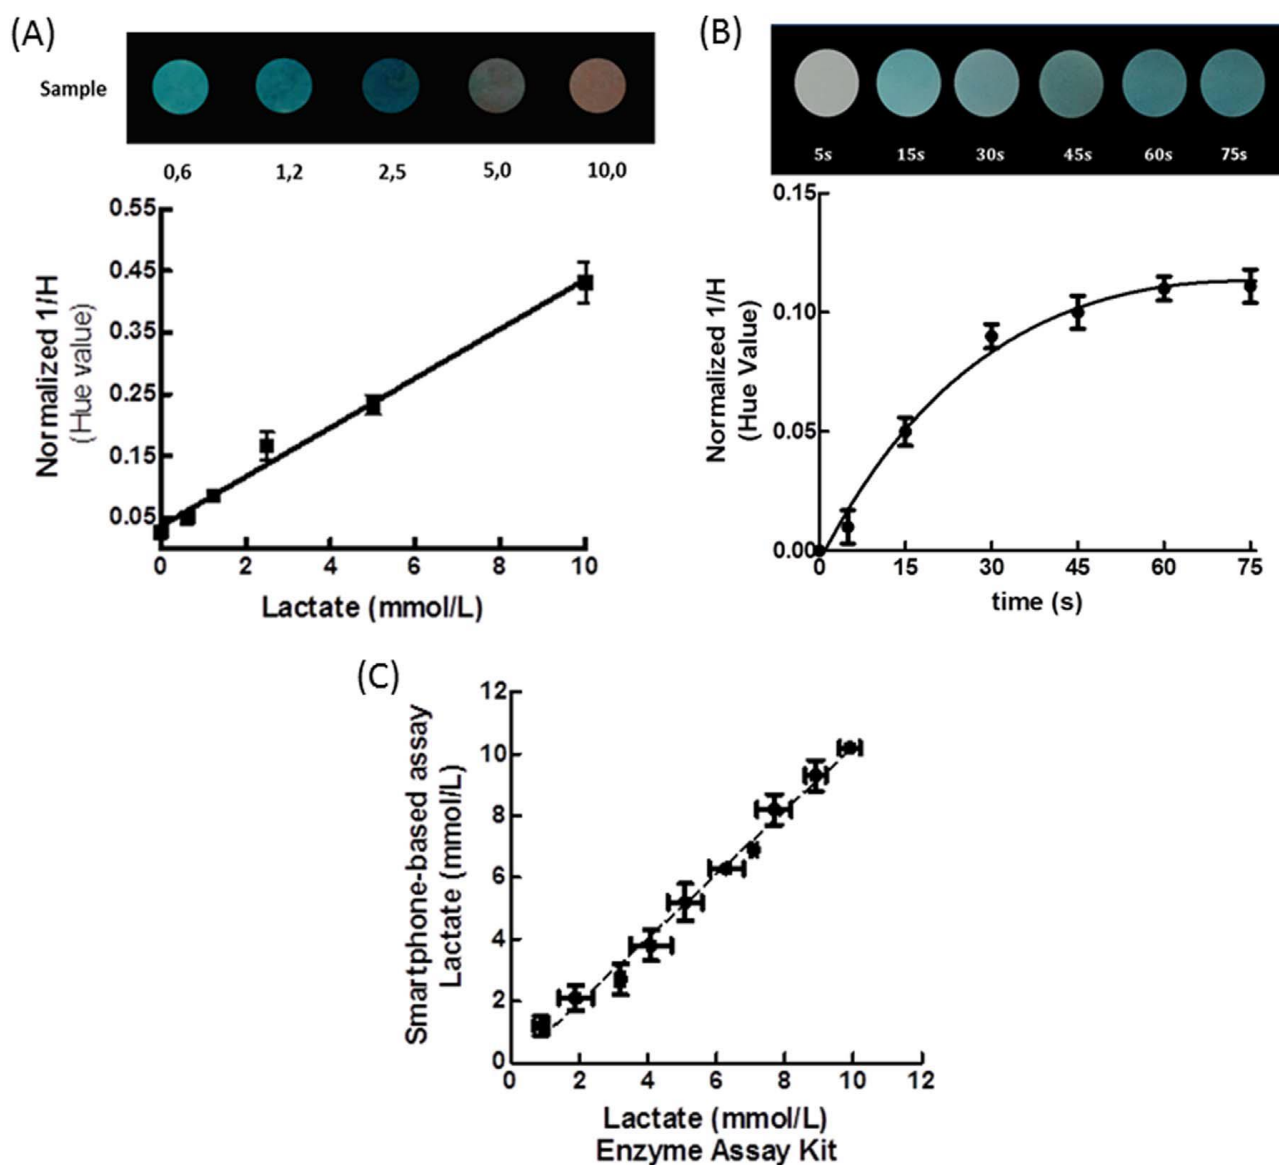 (A)
Sample
0,6 1,2 2,5 5,0 10,0
0.55
0.45
0.35
0.25
0.15
0.05
Normalized 1/H
(Hue value)
0 2 4 6 8 10
Lactate (mmol/L)
(B)
5s 15s 30s 45s 60s 75s
0.15
0.10
0.05
0.00
Normalized 1/H
(Hue Value)
0 15 30 45 60 75
time (s)
(C)
12
10
8
6
4
2
0
Smartphone-based assay
Lactate (mmol/L)
0 2 4 6 8 10 12
Lactate (mmol/L)
Enzyme Assay Kit